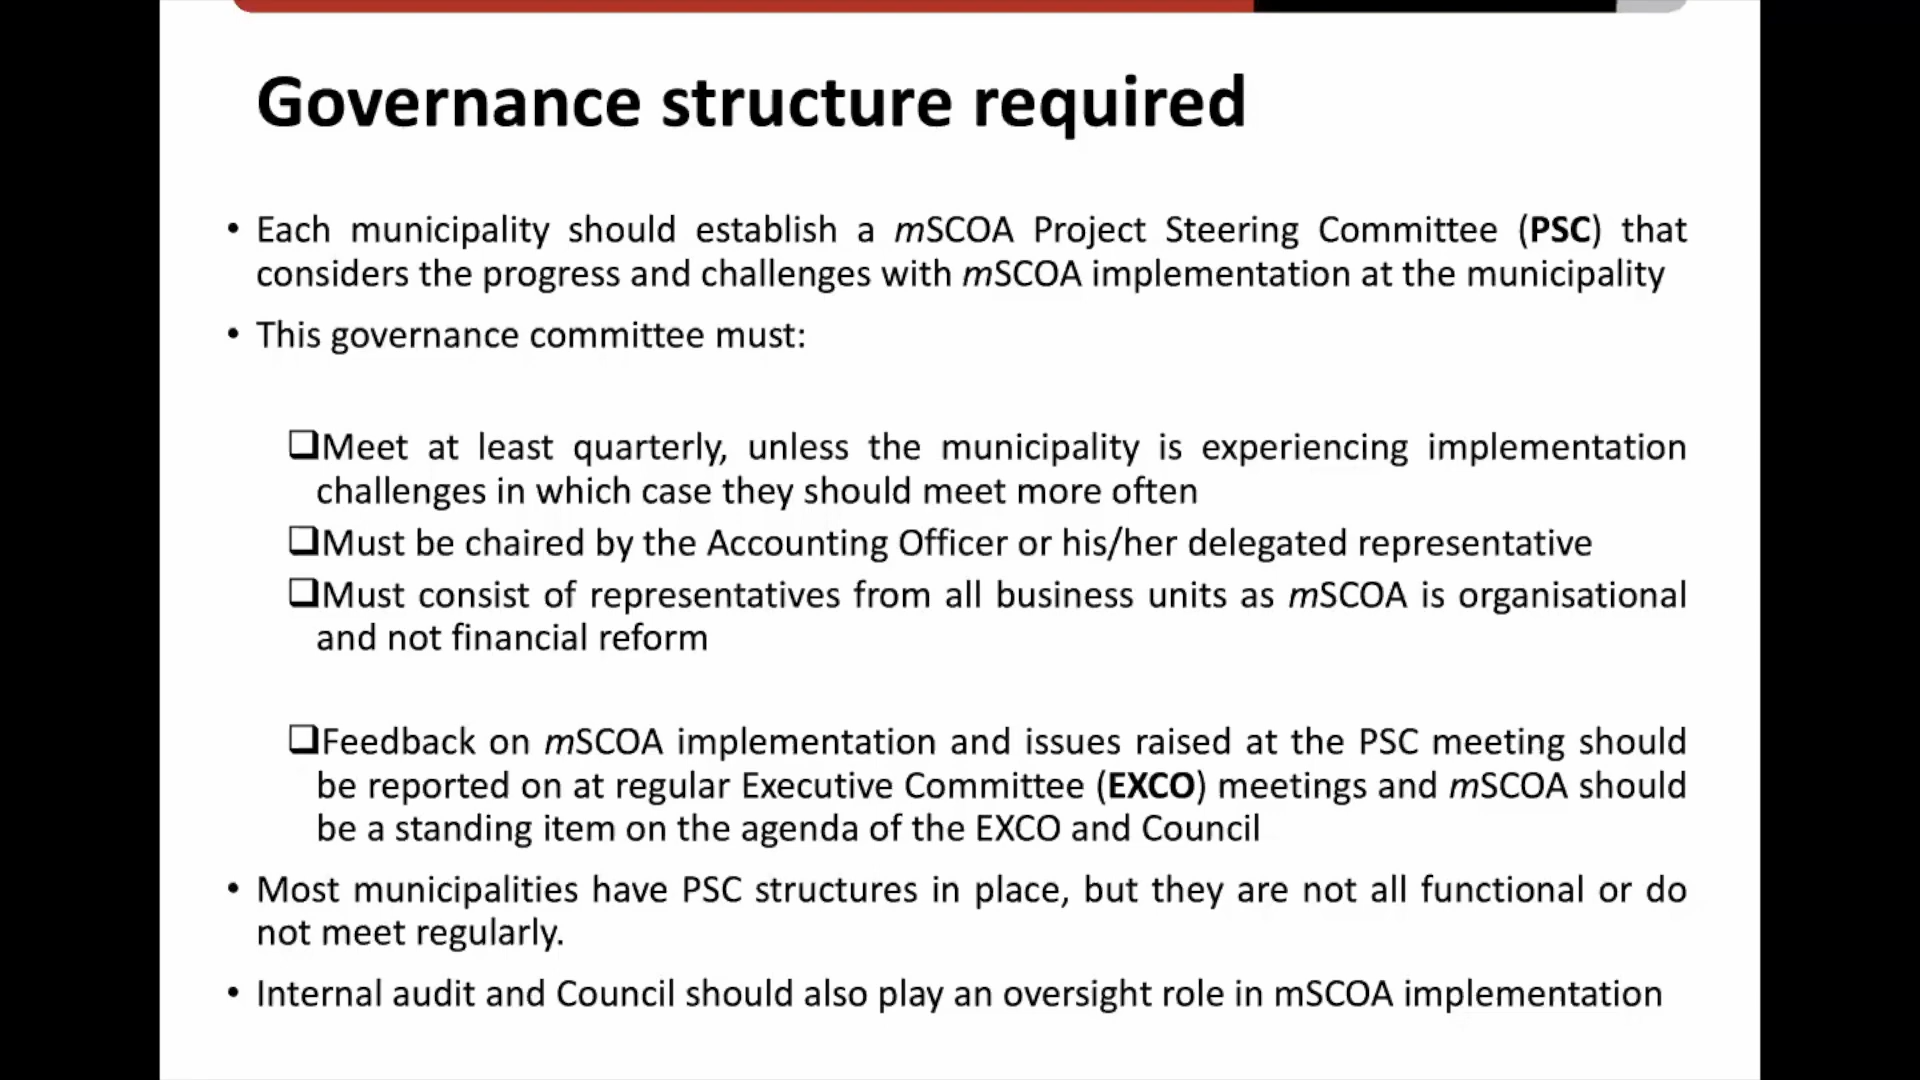 Governance structure required
• Each municipality should establish a mSCOA Project Steering Committee (PSC) that
considers the progress and challenges with mSCOA implementation at the municipality
• This governance committee must:
❑Meet at least quarterly, unless the municipality is experiencing implementation
challenges in which case they should meet more often
❑Must be chaired by the Accounting Officer or his/her delegated representative
❑Must consist of representatives from all business units as mSCOA is organisational
and not financial reform
❑Feedback on mSCOA implementation and issues raised at the PSC meeting should
be reported on at regular Executive Committee (EXCO) meetings and mSCOA should
be a standing item on the agenda of the EXCO and Council
• Most municipalities have PSC structures in place, but they are not all functional or do
not meet regularly.
• Internal audit and Council should also play an oversight role in mSCOA implementation